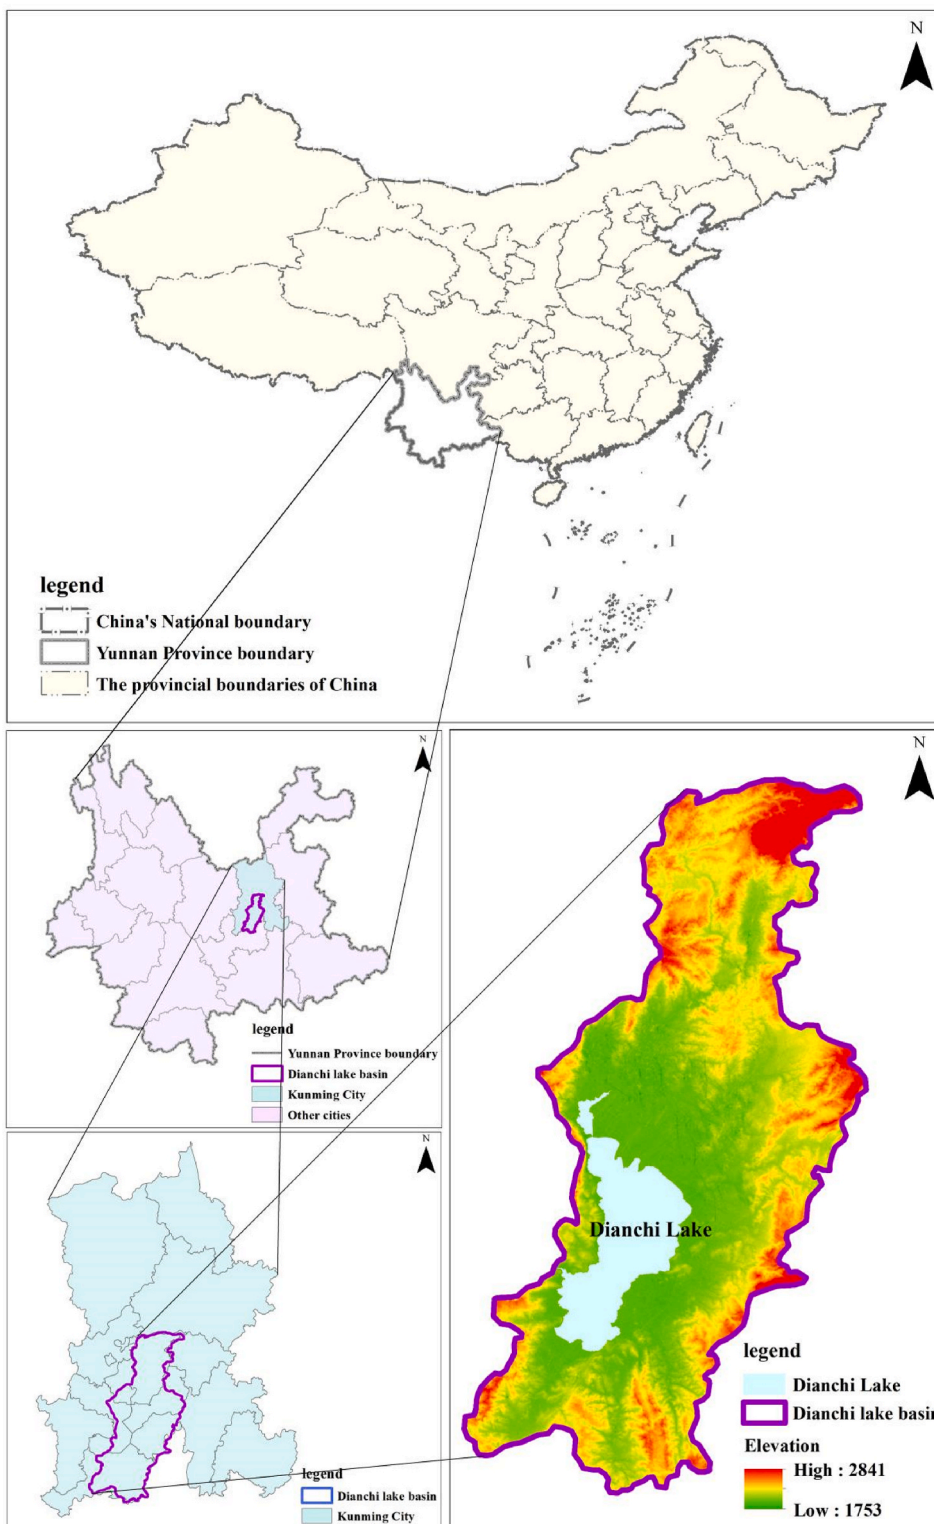 N
legend
China's National boundary
Yunnan Province boundary
The provincial boundaries of China
N
legend
Yunnan Province boundary
Dianchi lake basin
Kunming City
Other cities
N
legend
Dianchi lake basin
Kunming City
N
Dianchi Lake
legend
Dianchi Lake
Dianchi lake basin
Elevation
High : 2841
Low : 1753